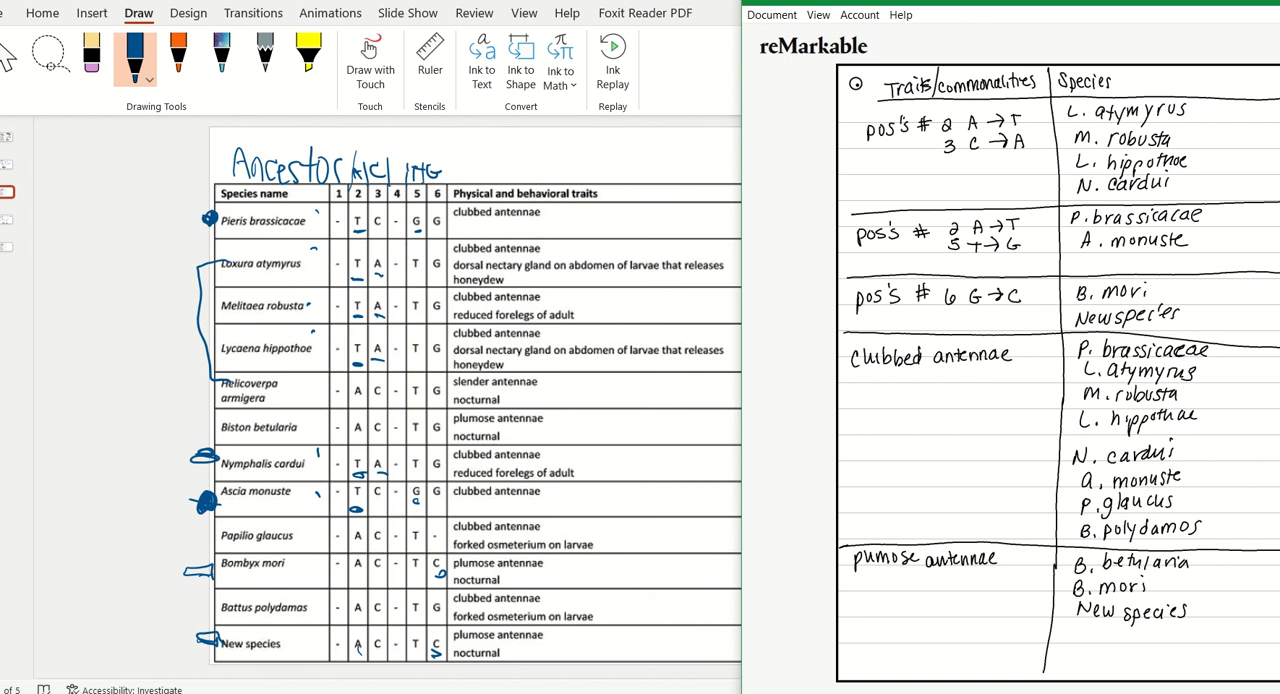 e Home Insert Draw Design Transitions Animations Slide Show Review View Help Foxit Reader PDF
Draw with Touch
Ruler
Ink to Text
Ink to Shape
Ink to Math
Ink Replay
Drawing Tools Touch Stencils Convert Replay
Ancestor
Species name 1 2 3 4 5 6 Physical and behavioral traits
Pieris brassicacae - T C - G G clubbed antennae
Loxura atymyrus - T A - T G clubbed antennae
dorsal nectary gland on abdomen of larvae that releases
honeydew
Melitaea robusta - T A - T G clubbed antennae
reduced forelegs of adult
Lycaena hippothoe - T A - T G clubbed antennae
dorsal nectary gland on abdomen of larvae that releases
honeydew
Helicoverpa armigera - A C - T G slender antennae
nocturnal
Biston betularia - A C - T G plumose antennae
nocturnal
Nymphalis cardui - T A - T G clubbed antennae
reduced forelegs of adult
Ascia monuste - T C - G G clubbed antennae
Papilio glaucus - A C - T - clubbed antennae
forked osmeterium on larvae
Bombyx mori - A C - T C plumose antennae
nocturnal
Battus polydamas - A C - T G clubbed antennae
forked osmeterium on larvae
New species - A C - T C plumose antennae
nocturnal
of 5 Accessibility: Investigate
Document View Account Help
reMarkable
Traits/commonalitres Species
pos's # 2 A → T
3 C → A
L. atymyrus
M. robusta
L. hippothoe
N. cardui
pos's # 2 A → T
5 T → G
P. brassicacae
A. monuste
pos's # 6 G → C
B. mori
New species
Clubbed antennae
P. brassicaeae
L. atymyrus
M. robusta
L. hippothae
N. cardui
a. monuste
P. glaucus
B. polydamos
pumose antennae
B. betularia
B. mori
New species